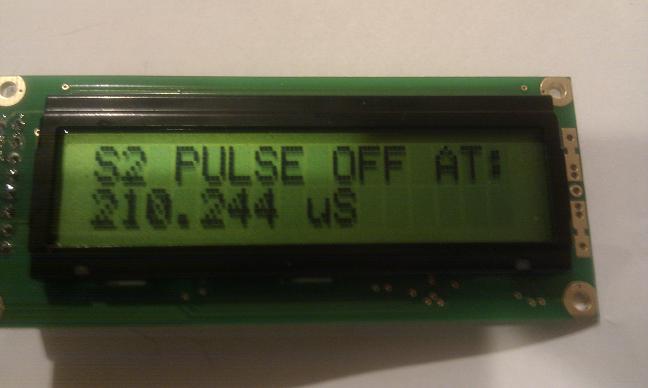 S2 PULSE OFF AT:
210.244 uS